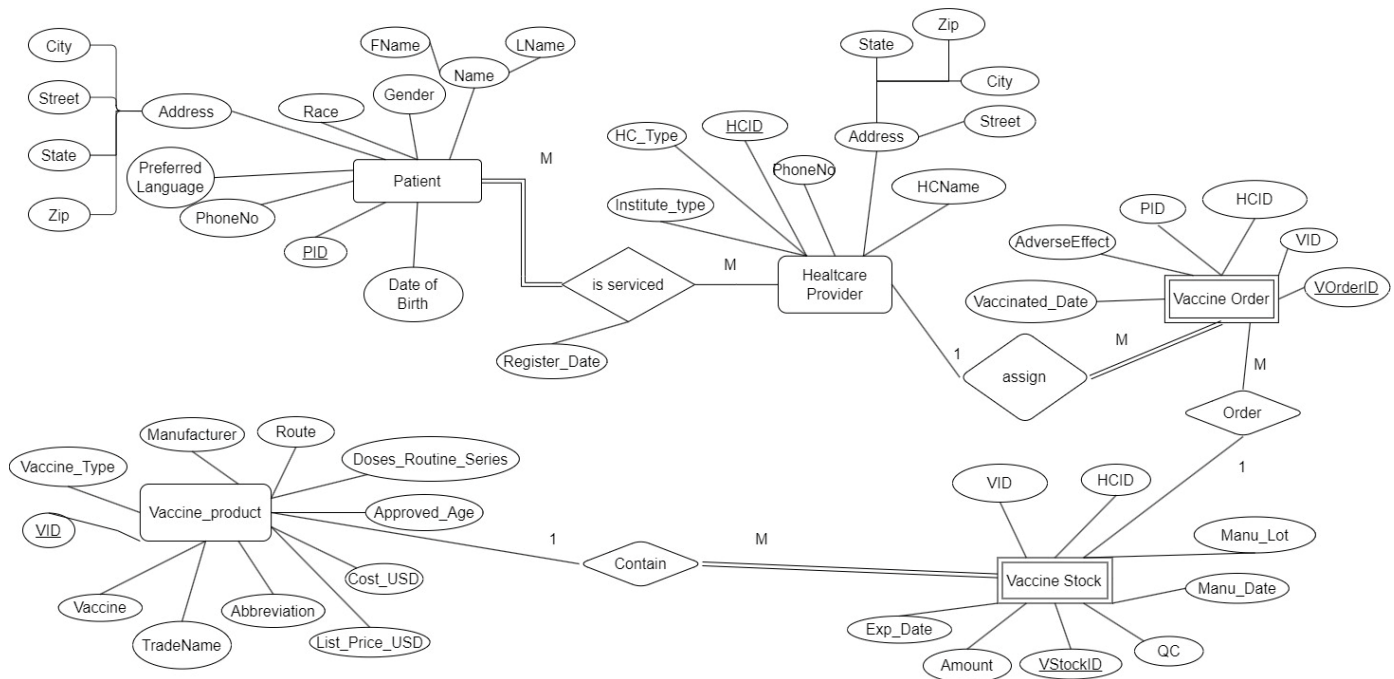 Zip
City
FName
LName
State
Name
Gender
City
Street
Race
Address
HCID
Street
HC_Type
Address
State
M
PhoneNo
Preferred
Language
Patient
HCName
HCID
PID
PhoneNo
Institute_type
AdverseEffect
VID
Zip
PID
M
Healtcare
Provider
is serviced
Date of
Birth
Vaccinated_Date
Vaccine Order
VOrderID
Register_Date
1
M
assign
M
Order
Manufacturer
Route
Vaccine_Type
Doses_Routine_Series
1
VID
HCID
Vaccine_product
Approved_Age
VID
1
M
Manu_Lot
Contain
Cost_USD
Vaccine Stock
Manu_Date
Vaccine
Abbreviation
Exp_Date
TradeName
List_Price_USD
QC
Amount
VStockID